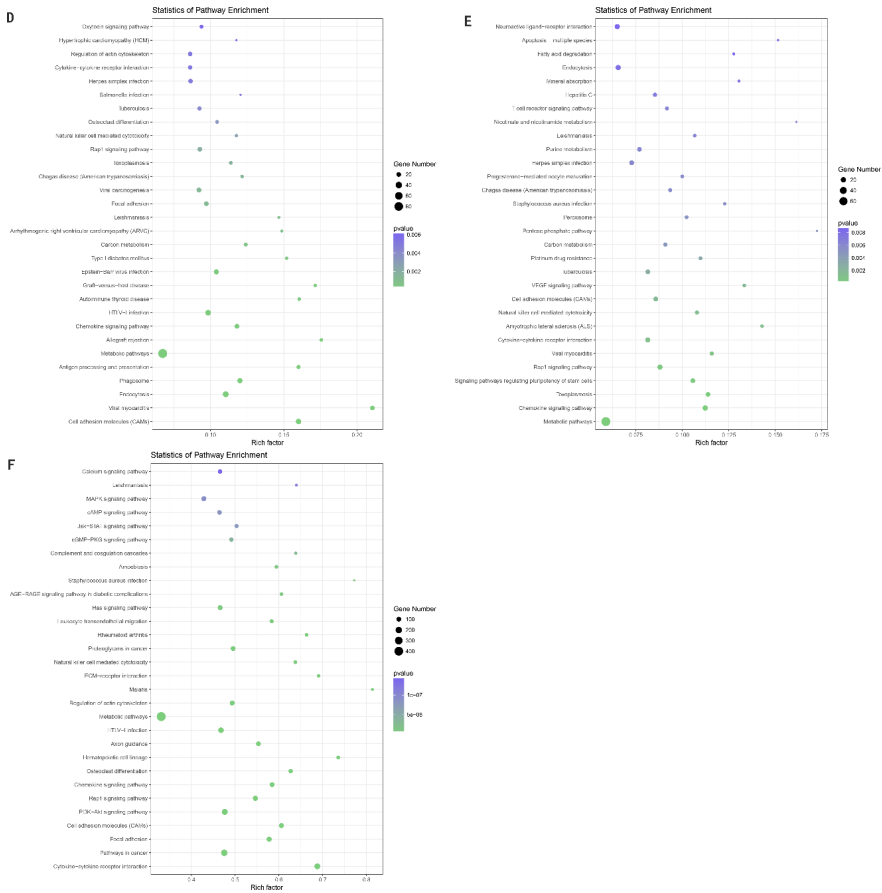 D
Statistics of Pathway Enrichment
Oxytocin signaling pathway
Hypertrophic cardiomyopathy (HCM)
Regulation of actin cytoskeleton
Cytokine-cytokine receptor interaction
Herpes simplex infection
Salmonella infection
Tuberculosis
Osteoclast differentiation
Natural killer cell mediated cytotoxicity
Rap1 signaling pathway
Toxoplasmosis
Chagas disease (American trypanosomiasis)
Viral carcinogenesis
Focal adhesion
Leishmaniasis
Arrhythmogenic right ventricular cardiomyopathy (ARVC)
Carbon metabolism
Type I diabetes mellitus
Epstein-Barr virus infection
Graft-versus-host disease
Autoimmune thyroid disease
HTLV-I infection
Chemokine signaling pathway
Allograft rejection
Metabolic pathways
Antigen processing and presentation
Phagosome
Endocytosis
Viral myocarditis
Cell adhesion molecules (CAMs)
0.10 0.15 0.20
Rich factor
Gene Number
20
40
60
80
pvalue
0.006
0.004
0.002
E
Statistics of Pathway Enrichment
Neuroactive ligand-receptor interaction
Apoptosis - multiple species
Fatty acid degradation
Endocytosis
Mineral absorption
Hepatitis C
T cell receptor signaling pathway
Nicotinate and nicotinamide metabolism
Leishmaniasis
Purine metabolism
Herpes simplex infection
Progesterone-mediated oocyte maturation
Chagas disease (American trypanosomiasis)
Staphylococcus aureus infection
Peroxisome
Pentose phosphate pathway
Carbon metabolism
Platinum drug resistance
Tuberculosis
VEGF signaling pathway
Cell adhesion molecules (CAMs)
Natural killer cell mediated cytotoxicity
Amyotrophic lateral sclerosis (ALS)
Cytokine-cytokine receptor interaction
Viral myocarditis
Rap1 signaling pathway
Signaling pathways regulating pluripotency of stem cells
Toxoplasmosis
Chemokine signaling pathway
Metabolic pathways
0.075 0.100 0.125 0.150 0.175
Rich factor
Gene Number
20
40
60
pvalue
0.008
0.006
0.004
0.002
F
Statistics of Pathway Enrichment
Calcium signaling pathway
Leishmaniasis
MAPK signaling pathway
cAMP signaling pathway
Jak-STAT signaling pathway
cGMP-PKG signaling pathway
Complement and coagulation cascades
Amoebiasis
Staphylococcus aureus infection
AGE-RAGE signaling pathway in diabetic complications
Ras signaling pathway
Leukocyte transendothelial migration
Rheumatoid arthritis
Proteoglycans in cancer
Natural killer cell mediated cytotoxicity
ECM-receptor interaction
Malaria
Regulation of actin cytoskeleton
Metabolic pathways
HTLV-I infection
Axon guidance
Hematopoietic cell lineage
Osteoclast differentiation
Chemokine signaling pathway
Rap1 signaling pathway
PI3K-Akt signaling pathway
Cell adhesion molecules (CAMs)
Focal adhesion
Pathways in cancer
Cytokine-cytokine receptor interaction
0.4 0.5 0.6 0.7 0.8
Rich factor
Gene Number
100
200
300
400
pvalue
1e-07
5e-08